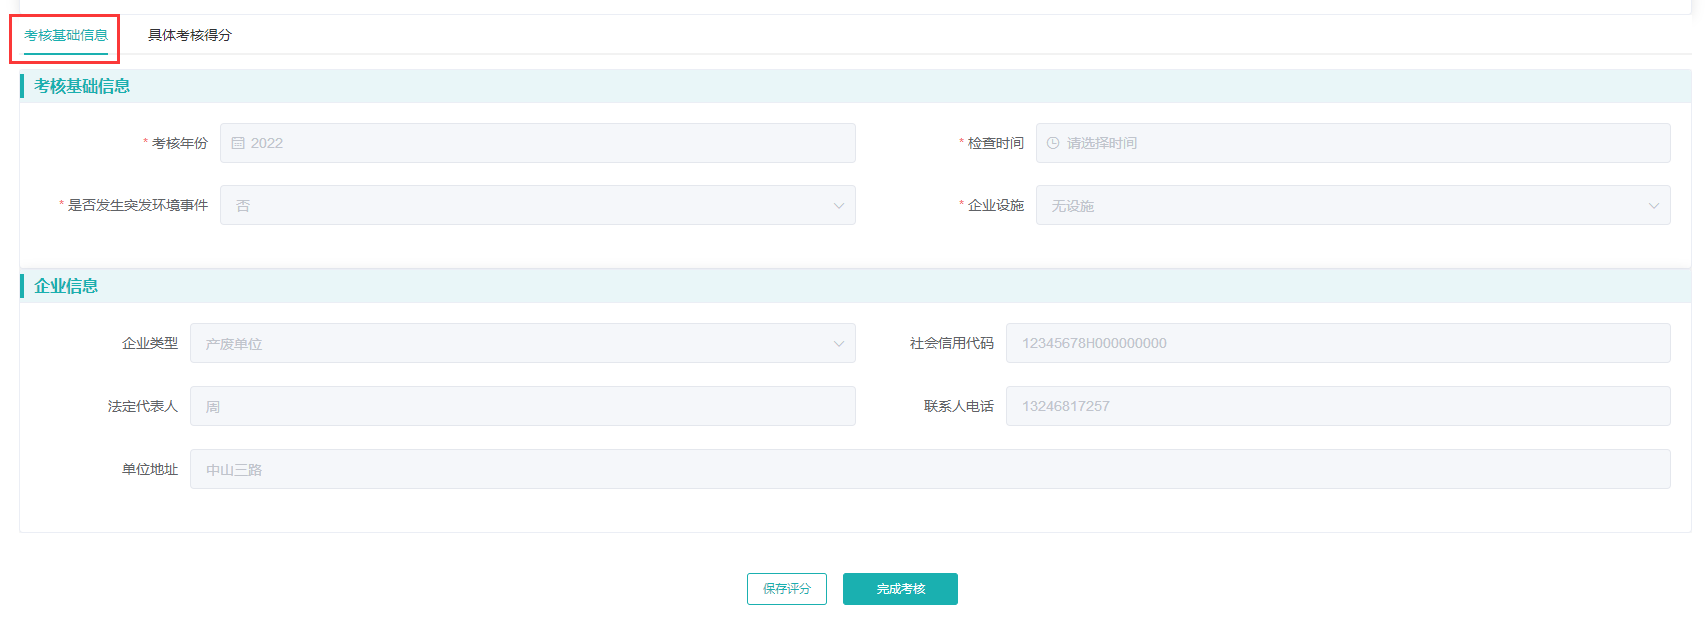 考核基础信息 具体考核得分
考核基础信息
* 考核年份 2022 * 检查时间 请选择时间
* 是否发生突发环境事件 否 * 企业设施 无设施
企业信息
企业类型 产废单位 社会信用代码 12345678H000000000
法定代表人 周 联系人电话 13246817257
单位地址 中山三路
保存评分 完成考核